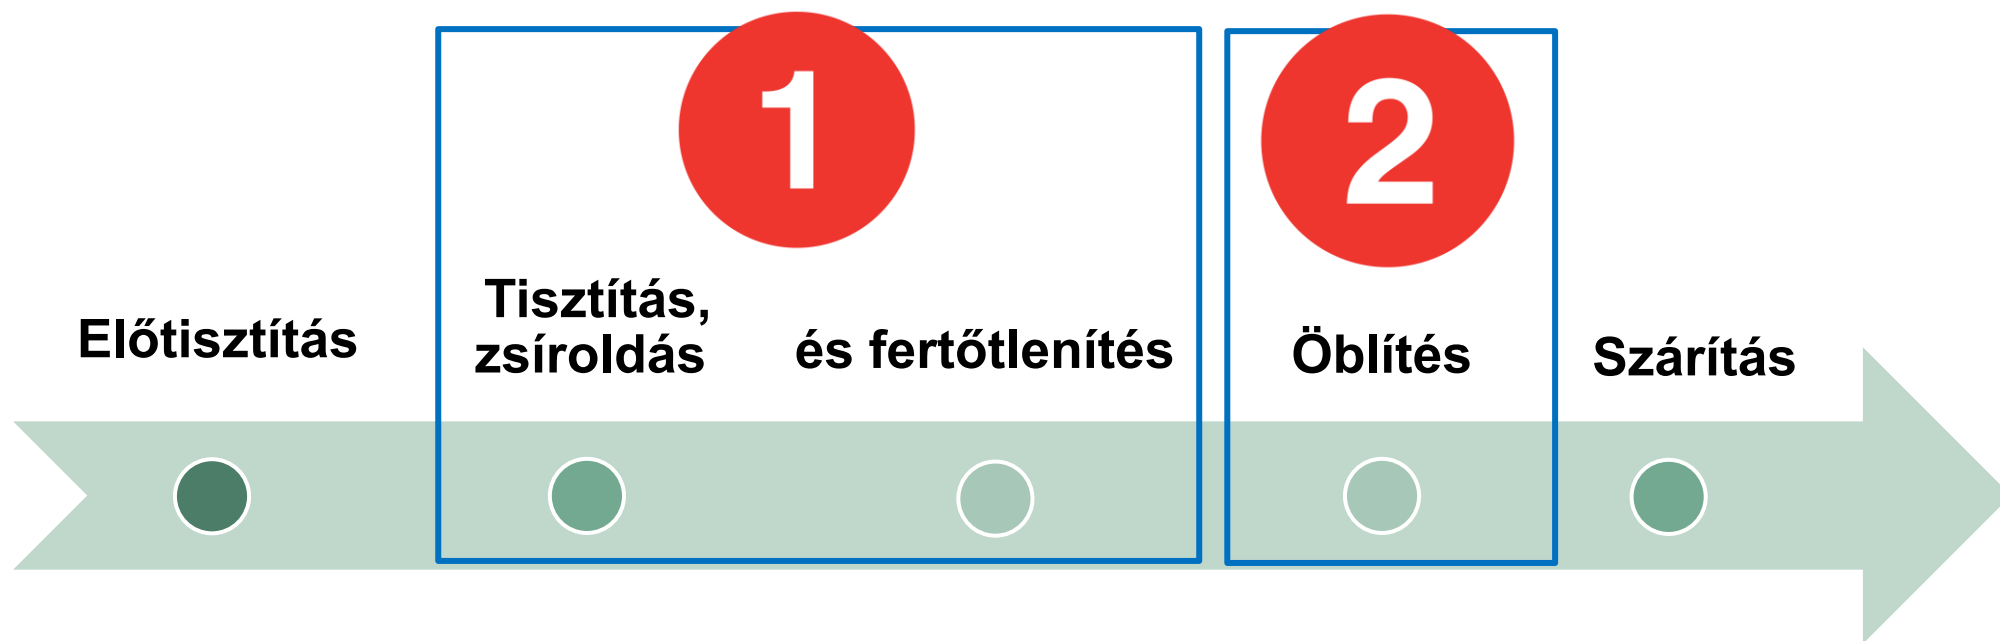 1
2
Előtisztítás
Tisztítás,
zsíroldás
és fertőtlenítés
Öblítés
Szárítás